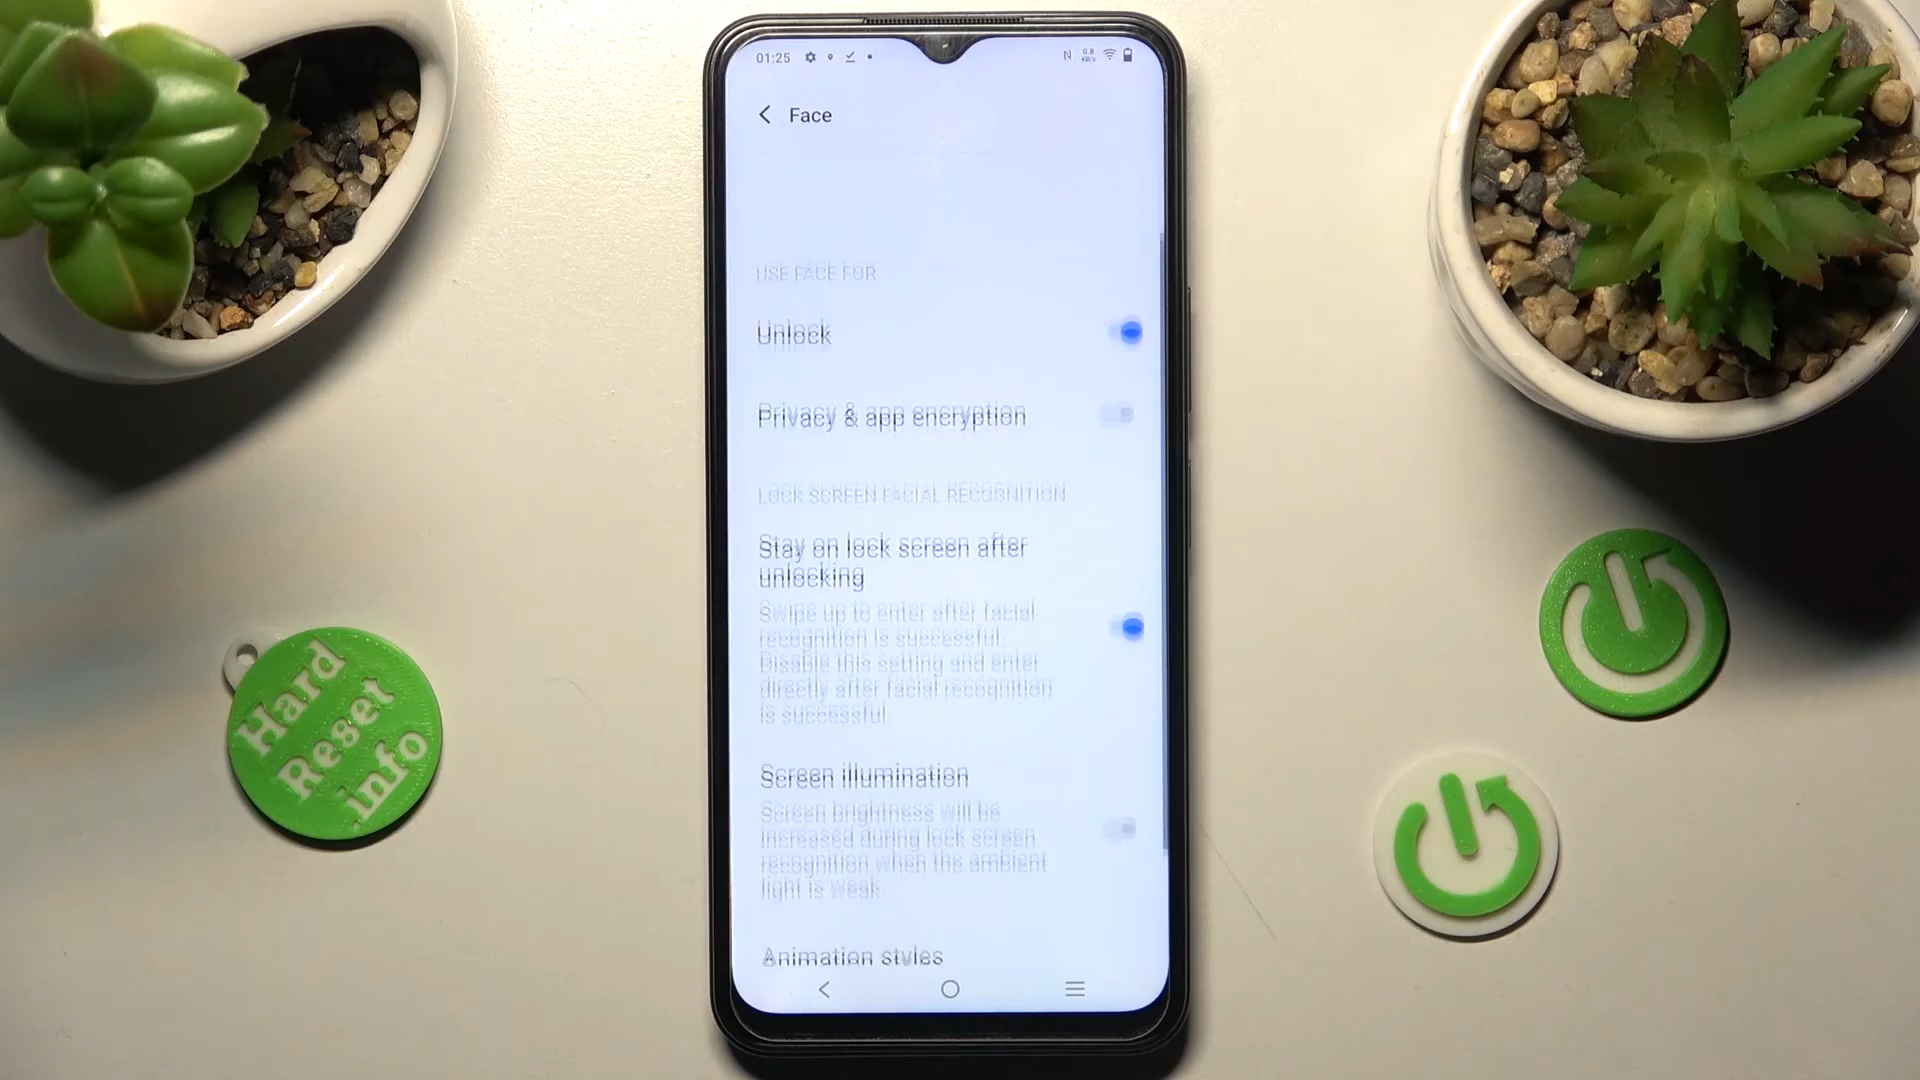 01:25
N 0.8 KB/s
Face
USE FACE FOR
Unlock
Privacy & app encryption
LOCK SCREEN FACIAL RECOGNITION
Stay on lock screen after
unlocking
Swipe up to enter after facial
recognition is successful.
Disable this setting and enter
directly after facial recognition
is successful.
Screen illumination
Screen brightness will be
increased during lock screen
recognition when the ambient
light is weak.
Animation styles
Hard
Reset
.info